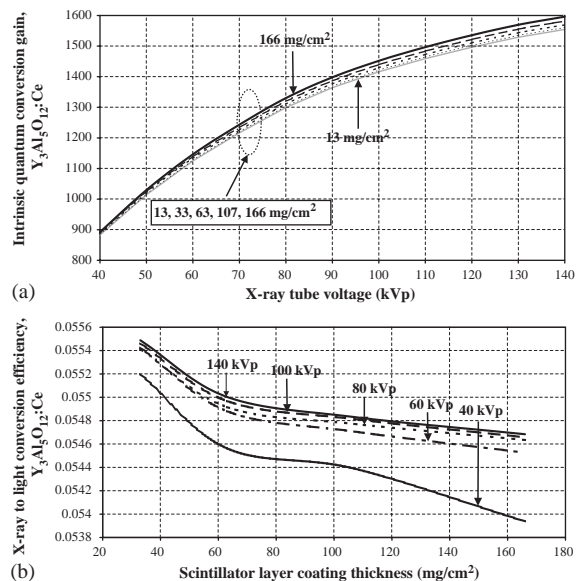 Intrinsic quantum conversion gain,
Y3Al5O12:Ce
1600
1500
1400
1300
1200
1100
1000
900
800
166 mg/cm2
13 mg/cm2
13, 33, 63, 107, 166 mg/cm2
40 50 60 70 80 90 100 110 120 130 140
(a)
X-ray tube voltage (kVp)
X-ray to light conversion efficiency,
Y3Al5O12:Ce
0.0556
0.0554
0.0552
0.055
0.0548
0.0546
0.0544
0.0542
0.054
0.0538
140 kVp
100 kVp
80 kVp
60 kVp
40 kVp
20 40 60 80 100 120 140 160 180
(b)
Scintillator layer coating thickness (mg/cm2)